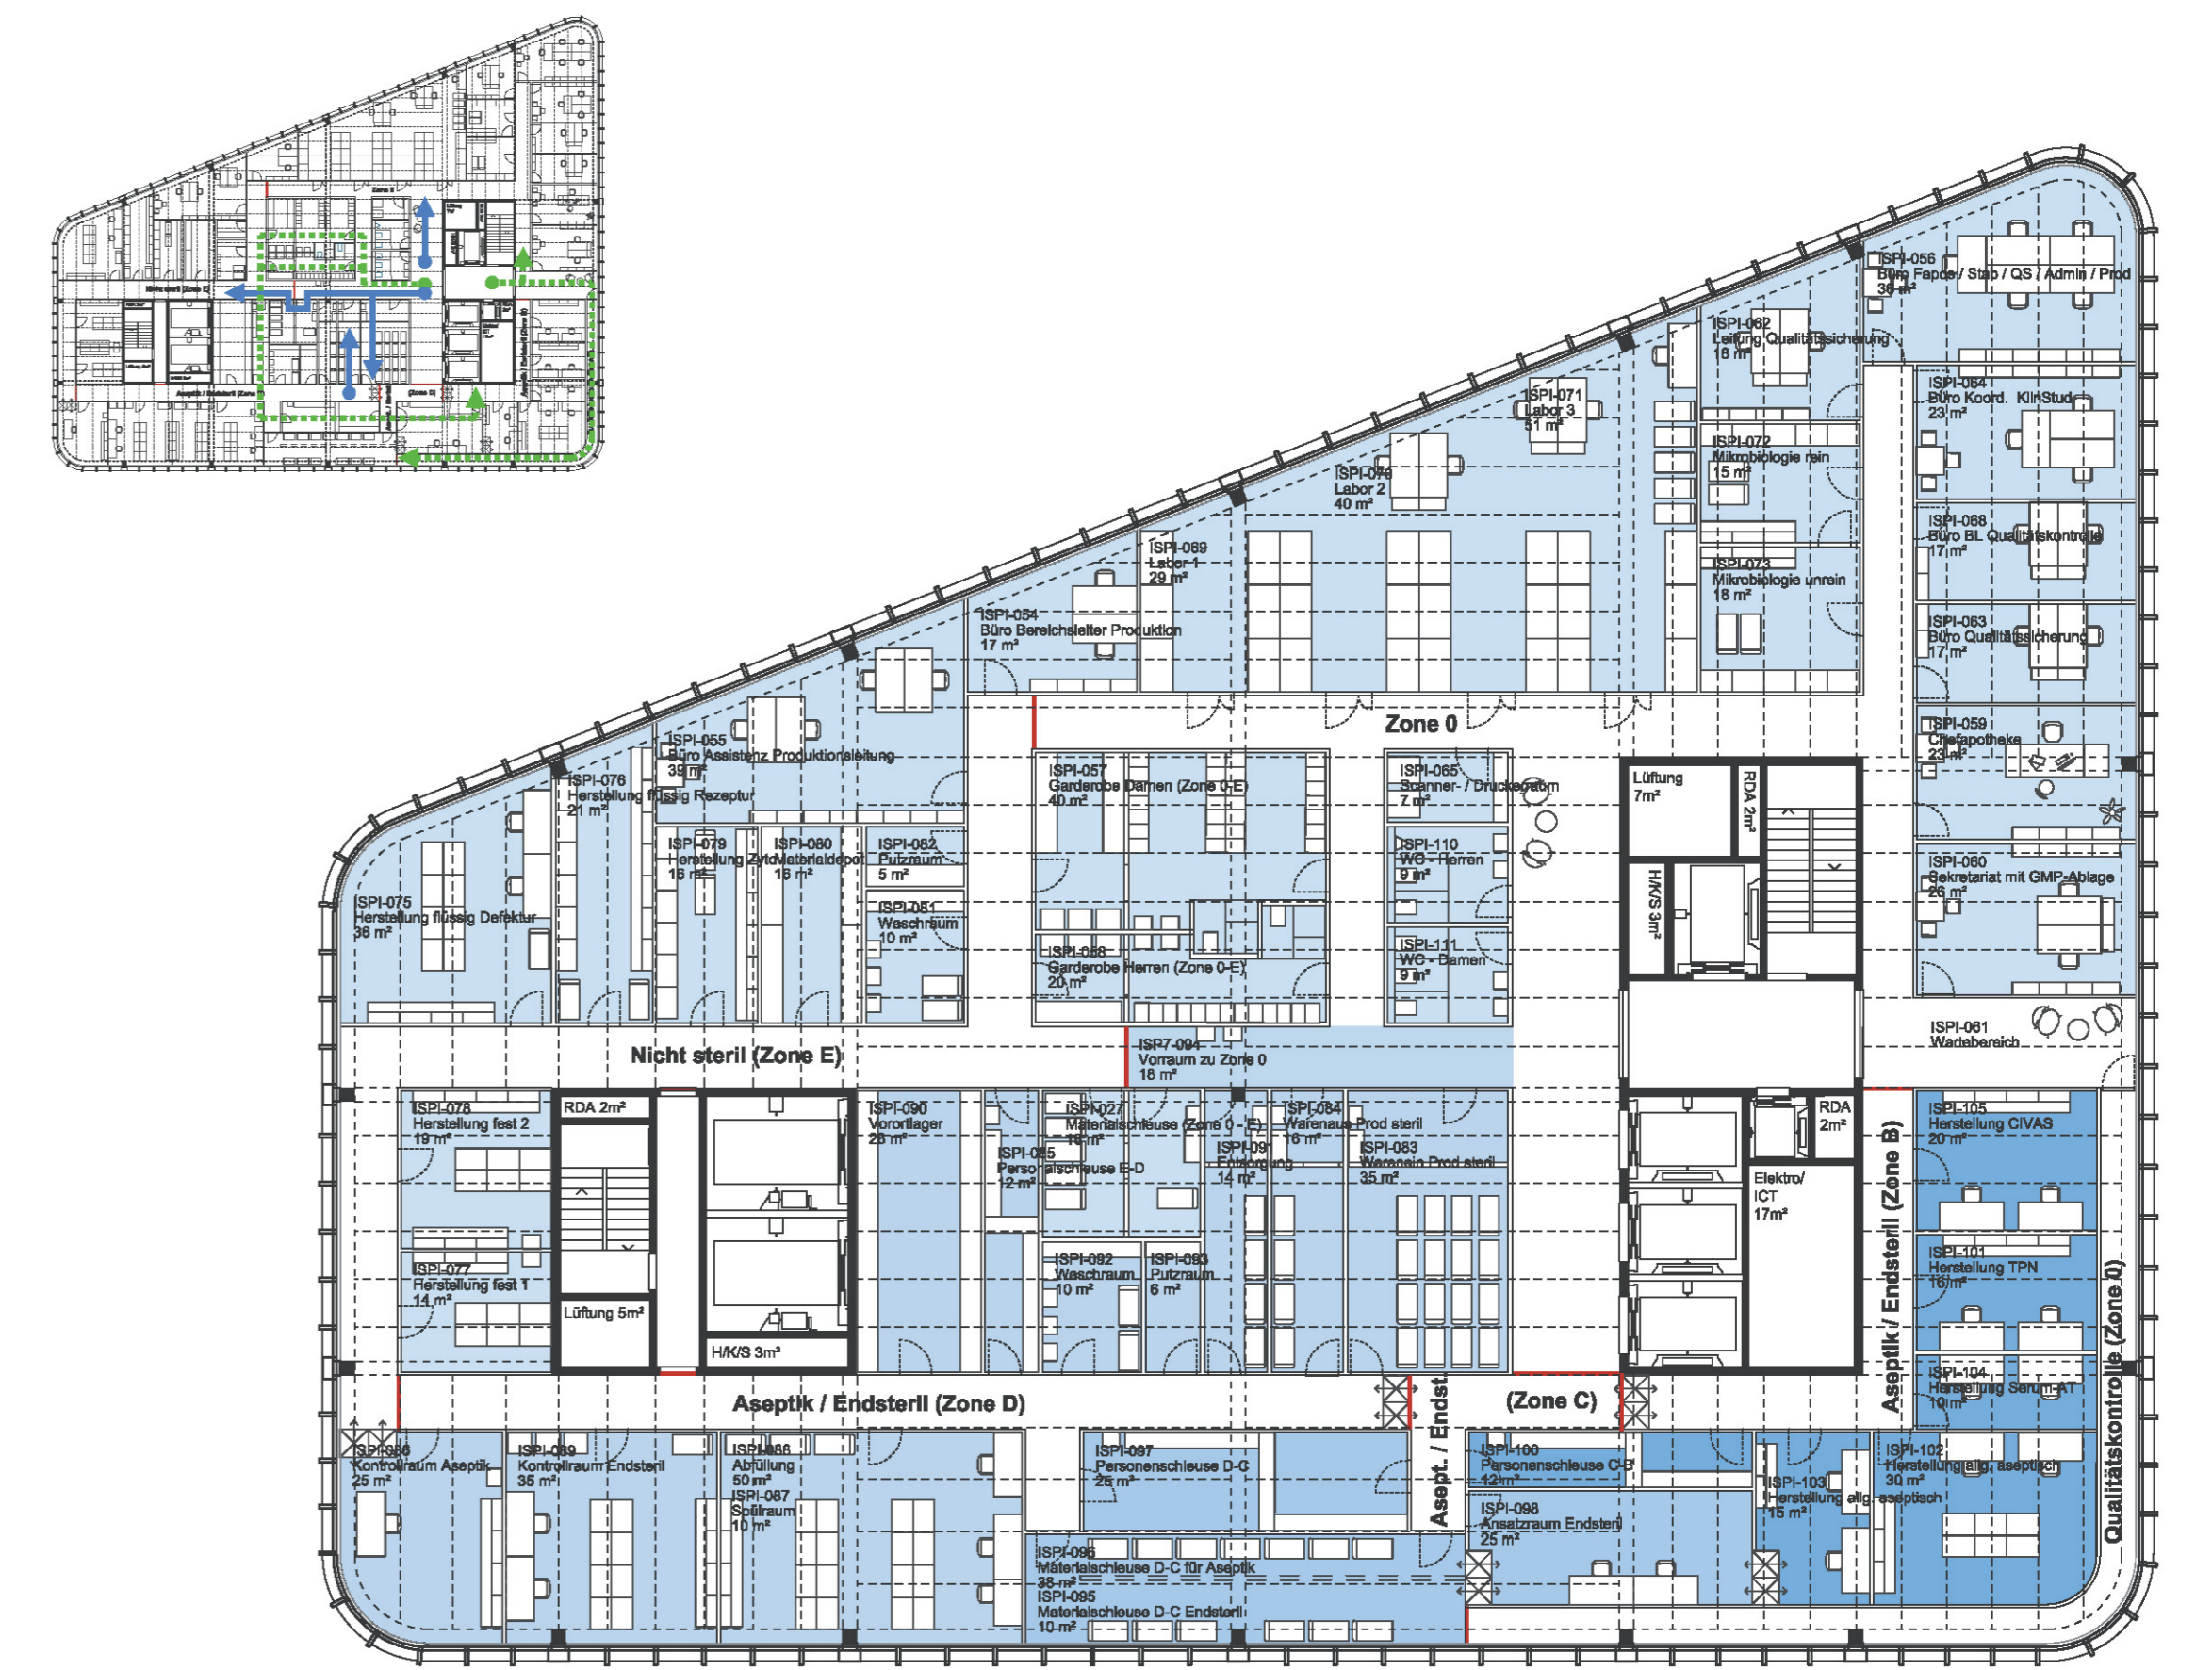 Zone 0
Nicht steril (Zone E)
Aseptik / Endsteril (Zone D)
Asept. / Endst.
(Zone C)
Aseptik / Endsteril (Zone B)
Qualitätskontrolle (Zone 0)
ISPI-056
Büro Fapos / Stab / QS / Admin / Prod
36 m²
ISPI-062
Leitung Qualitätssicherung
18 m²
ISPI-064
Büro Koord. KlinStud
23 m²
ISPI-071
Labor 3
51 m²
ISPI-072
Mikrobiologie rein
15 m²
Labor 2
40 m²
ISPI-068
Büro BL Qualitätskontrolle
17 m²
ISPI-069
Labor 1
29 m²
ISPI-073
Mikrobiologie unrein
18 m²
ISPI-054
Büro Bereichsleiter Produktion
17 m²
ISPI-063
Büro Qualitätssicherung
17 m²
ISPI-059
Chefapotheke
23 m²
ISPI-055
Büro Assistenz Produktionsleitung
39 m²
ISPI-076
Herstellung flüssig Rezeptur
21 m²
ISPI-057
Garderobe Damen (Zone 0-E)
40 m²
ISPI-065
Scanner- / Druckerraum
7 m²
Lüftung
7m²
RDA 2m²
H/K/S 3m²
ISPI-079
Herstellung Zyto
16 m²
ISPI-080
Materialdepot
16 m²
ISPI-082
Putzraum
5 m²
ISPI-110
WC - Herren
9 m²
ISPI-060
Sekretariat mit GMP-Ablage
26 m²
ISPI-075
Herstellung flüssig Defektur
36 m²
ISPI-081
Waschraum
10 m²
ISPI-058
Garderobe Herren (Zone 0-E)
20 m²
ISPI-111
WC - Damen
9 m²
ISPI-061
Wartebereich
ISP7-094
Vorraum zu Zone 0
18 m²
ISPI-078
Herstellung fest 2
19 m²
RDA 2m²
ISPI-090
Vorortlager
28 m²
ISPI-027
Materialschleuse (Zone 0 - E)
ISPI-084
Warenaus Prod steril
16 m²
ISPI-085
Personalschleuse E-D
12 m²
ISPI-091
Entsorgung
14 m²
ISPI-083
Warenein Prod steril
35 m²
RDA
2m²
Elektro/
ICT
17m²
ISPI-105
Herstellung CIVAS
20 m²
ISPI-077
Herstellung fest 1
14 m²
Lüftung 5m²
H/K/S 3m²
ISPI-092
Waschraum
10 m²
ISPI-093
Putzraum
6 m²
ISPI-101
Herstellung TPN
16 m²
ISPI-104
Herstellung Serum-AT
10 m²
ISPI-086
Kontrollraum Aseptik
25 m²
ISPI-089
Kontrollraum Endsteril
35 m²
ISPI-088
Abfüllung
50 m²
ISPI-087
Spülraum
10 m²
ISPI-097
Personenschleuse D-C
25 m²
ISPI-100
Personenschleuse C-B
12 m²
ISPI-103
Herstellung allg. aseptisch
15 m²
ISPI-102
Herstellung allg. aseptisch
30 m²
ISPI-098
Ansatzraum Endsteril
25 m²
ISPI-096
Materialschleuse D-C für Aseptik
38 m²
ISPI-095
Materialschleuse D-C Endsteril
10 m²